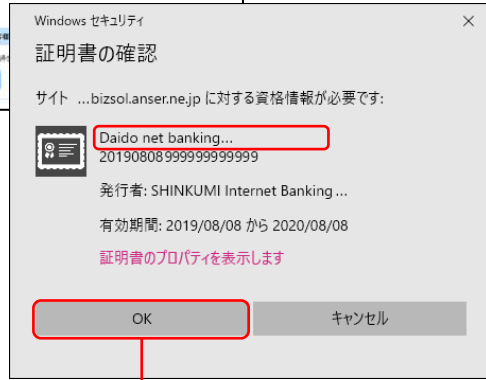 Windows セキュリティ
証明書の確認
サイト ...bizsol.anser.ne.jp に対する資格情報が必要です:
Daido net banking...
20190808999999999999
発行者: SHINKUMI Internet Banking ...
有効期間: 2019/08/08 から 2020/08/08
証明書のプロパティを表示します
OK
キャンセル